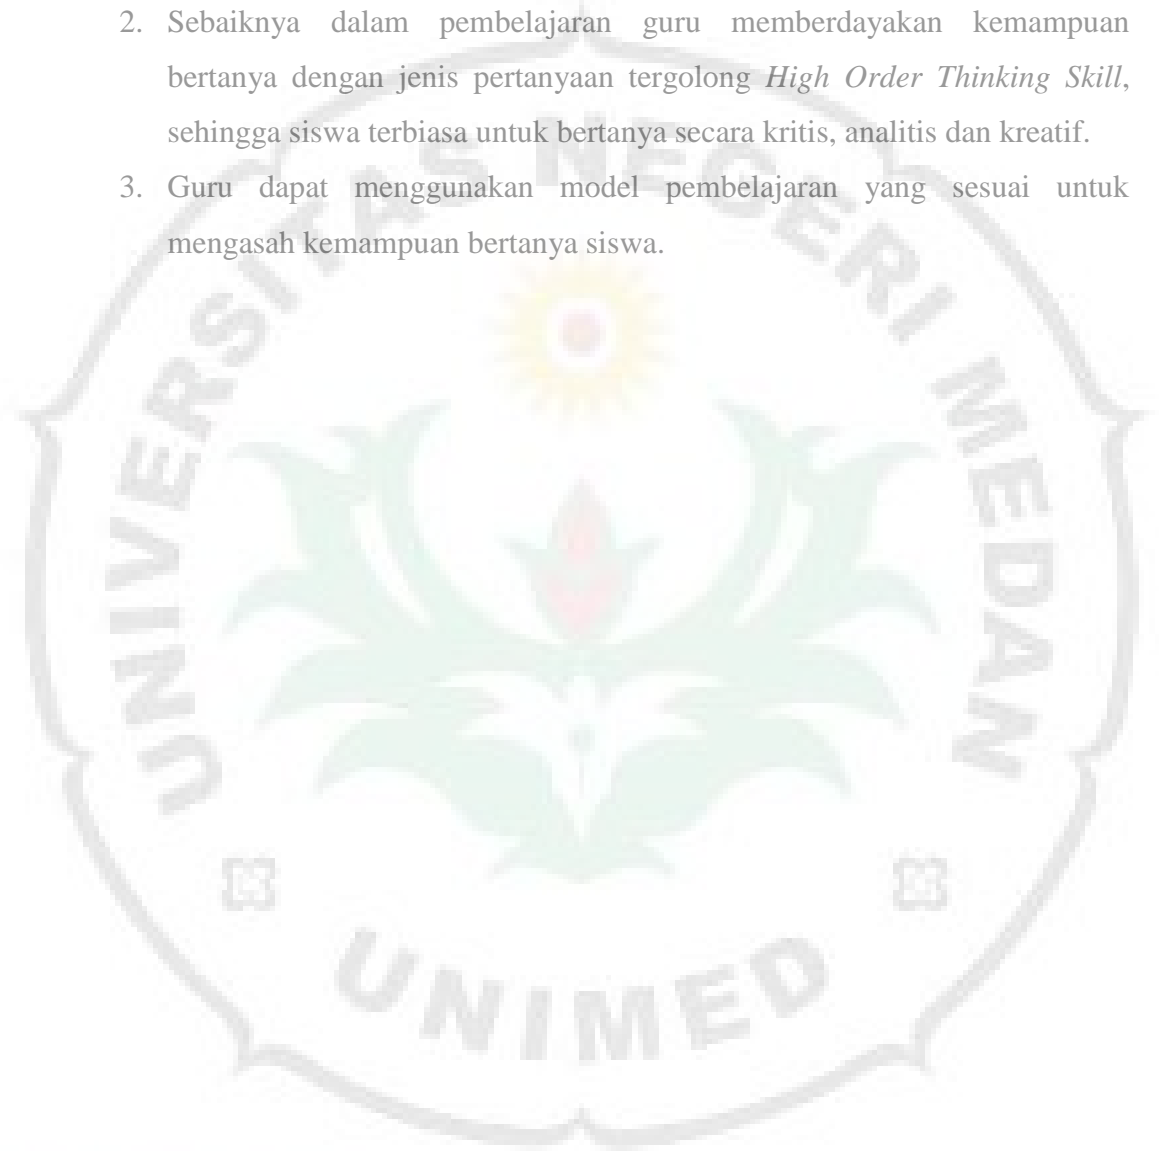 2. Sebaiknya dalam pembelajaran guru memberdayakan kemampuan
bertanya dengan jenis pertanyaan tergolong High Order Thinking Skill,
sehingga siswa terbiasa untuk bertanya secara kritis, analitis dan kreatif.
3. Guru dapat menggunakan model pembelajaran yang sesuai untuk
mengasah kemampuan bertanya siswa.
UNIVERSITAS NEGERI MEDAN
UNIMED